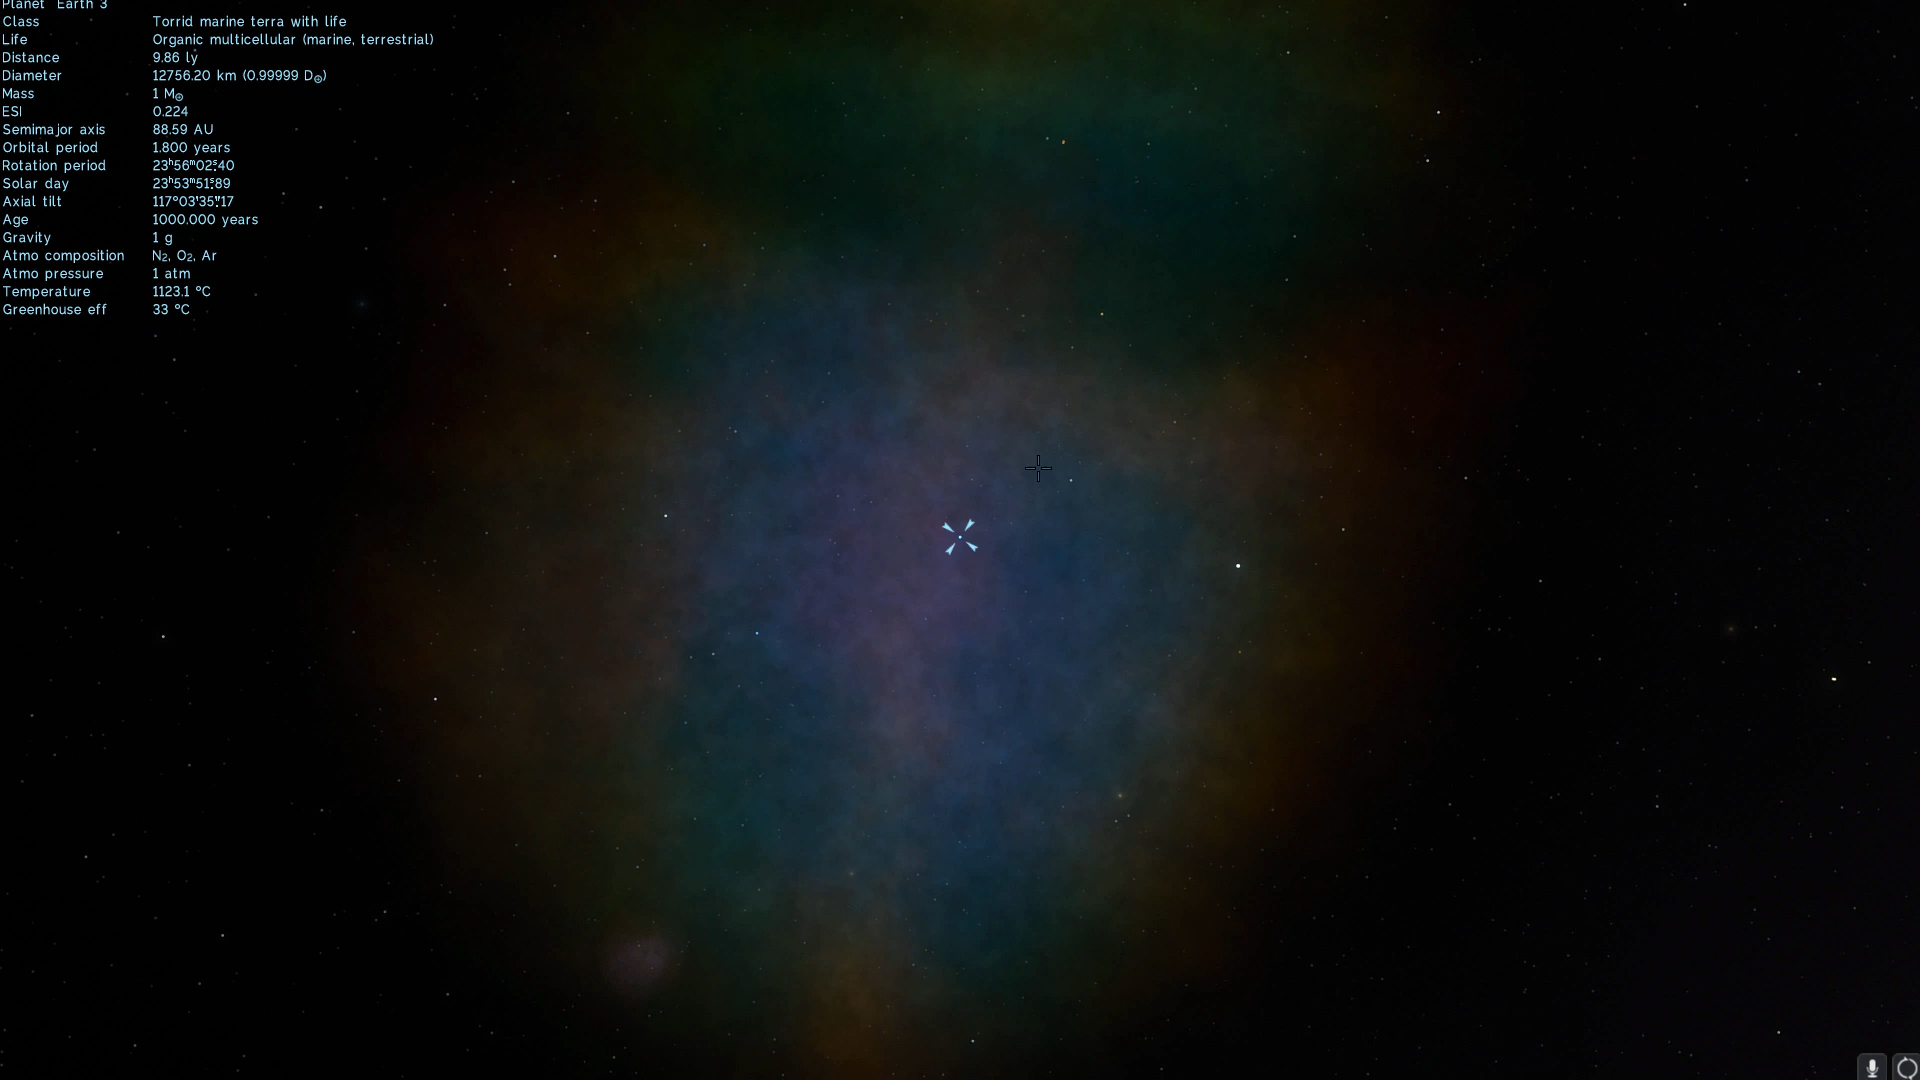 Planet Earth 3
Class Torrid marine terra with life
Life Organic multicellular (marine, terrestrial)
Distance 9.86 ly
Diameter 12756.20 km (0.99999 D⊕)
Mass 1 M⊕
ESI 0.224
Semimajor axis 88.59 AU
Orbital period 1.800 years
Rotation period 23ʰ56ᵐ02ˢ.40
Solar day 23ʰ53ᵐ51ˢ.89
Axial tilt 117°03'35".17
Age 1000.000 years
Gravity 1 g
Atmo composition N₂, O₂, Ar
Atmo pressure 1 atm
Temperature 1123.1 ºC
Greenhouse eff 33 ºC